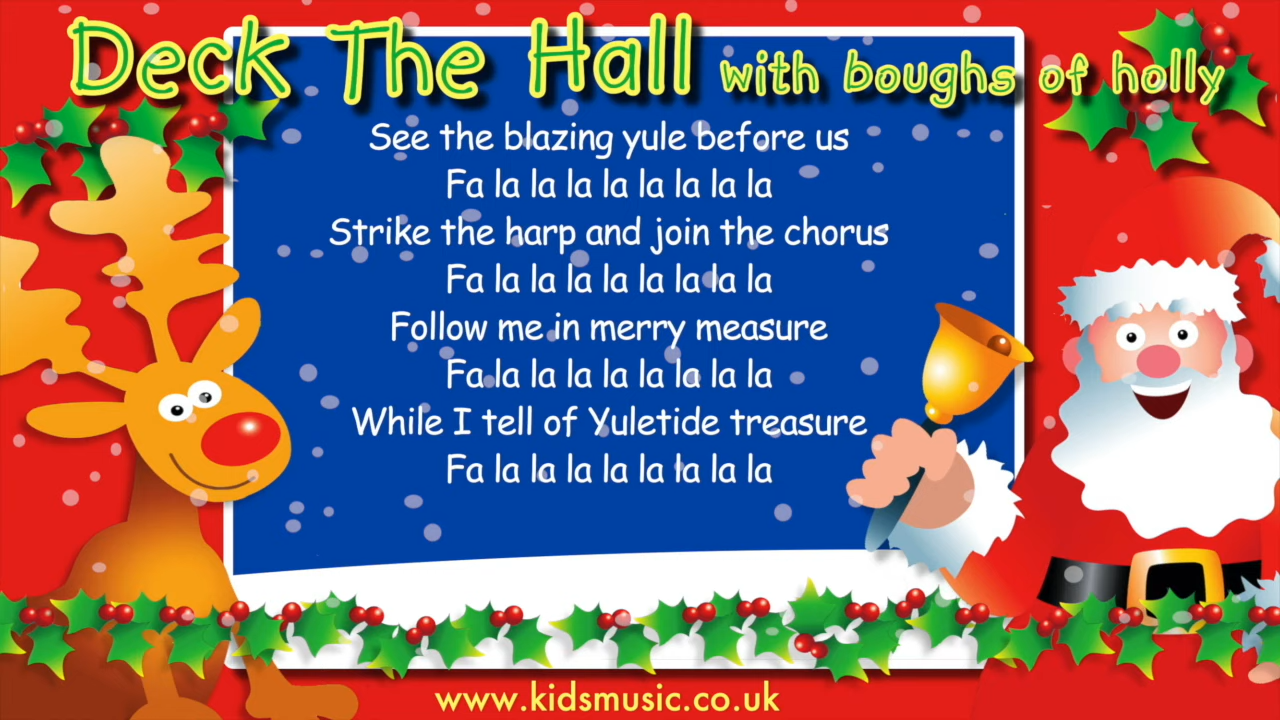 Deck The Hall with boughs of holly
See the blazing yule before us
Fa la la la la la la la la
Strike the harp and join the chorus
Fa la la la la la la la la
Follow me in merry measure
Fa la la la la la la la la
While I tell of Yuletide treasure
Fa la la la la la la la la
www.kidsmusic.co.uk